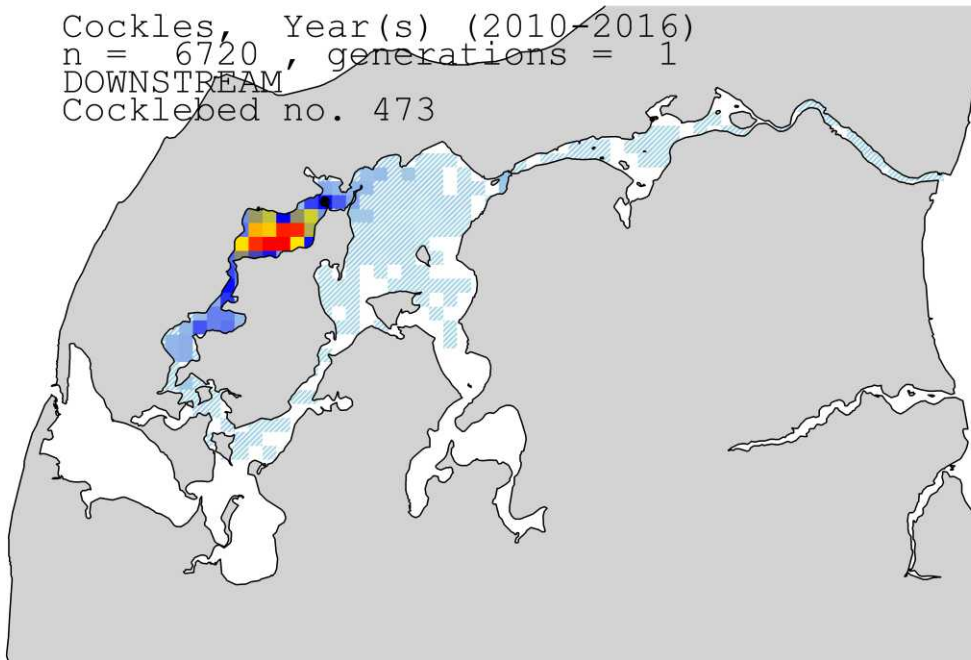 Cockles, Year(s) (2010-2016)
n = 6720 , generations = 1
DOWNSTREAM
Cocklebed no. 473